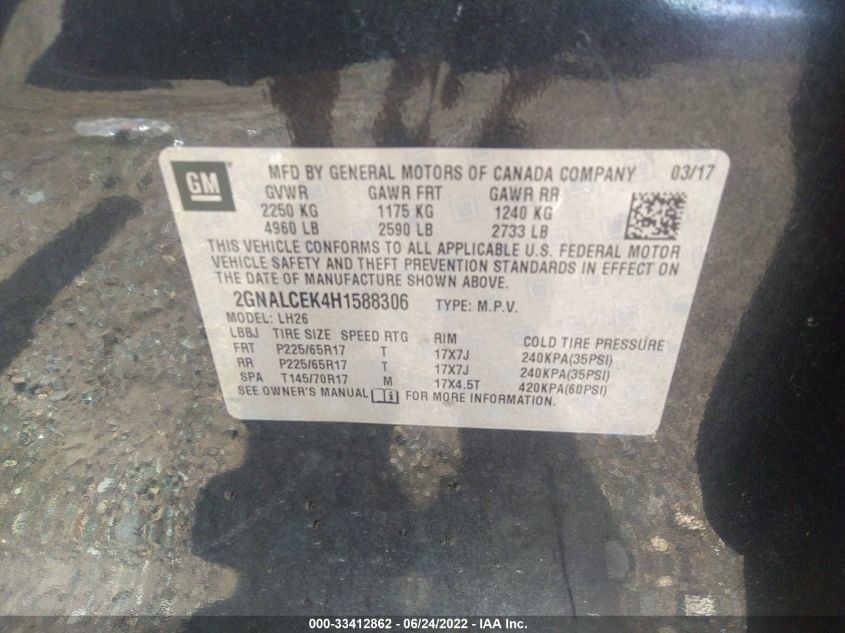 GM MFD BY GENERAL MOTORS OF CANADA COMPANY 03/17
GVWR GAWR FRT GAWR RR
2250 KG 1175 KG 1240 KG
4960 LB 2590 LB 2733 LB
THIS VEHICLE CONFORMS TO ALL APPLICABLE U.S. FEDERAL MOTOR
VEHICLE SAFETY AND THEFT PREVENTION STANDARDS IN EFFECT ON
THE DATE OF MANUFACTURE SHOWN ABOVE.
2GNALCEK4H1588306 TYPE: M.P.V.
MODEL: LH26
LBBJ TIRE SIZE SPEED RTG RIM COLD TIRE PRESSURE
FRT P225/65R17 T 17X7J 240KPA(35PSI)
RR P225/65R17 T 17X7J 240KPA(35PSI)
SPA T145/70R17 M 17X4.5T 420KPA(60PSI)
SEE OWNER'S MANUAL FOR MORE INFORMATION.
000-33412862 - 06/24/2022 - IAA Inc.